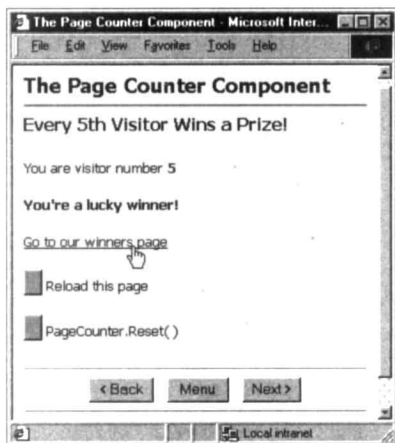 The Page Counter Component - Microsoft Inter...
File Edit View Favorites Tools Help
The Page Counter Component
Every 5th Visitor Wins a Prize!
You are visitor number 5
You're a lucky winner!
Go to our winners page
Reload this page
PageCounter.Reset()
< Back Menu Next >
Local intranet